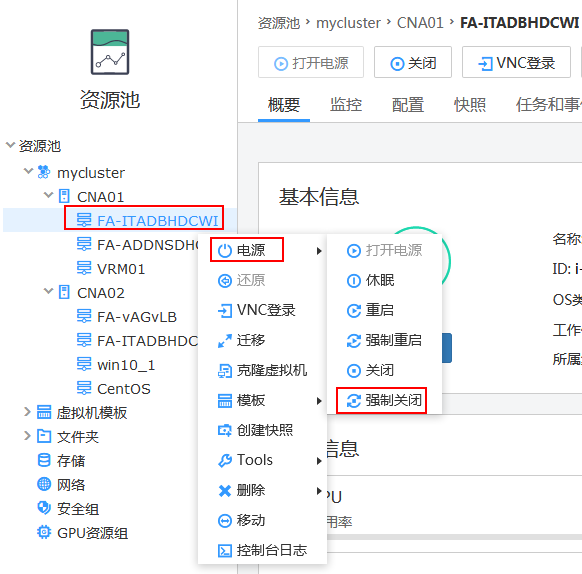 资源池
资源池 > mycluster > CNA01 > FA-ITADBHDCWI
打开电源 关闭 VNC登录
概要 监控 配置 快照 任务和事
资源池
mycluster
CNA01
FA-ITADBHDCWI
FA-ADDNSDHC
VRM01
CNA02
FA-vAGvLB
FA-ITADBHDC
win10_1
CentOS
虚拟机模板
文件夹
存储
网络
安全组
GPU资源组
电源
还原
VNC登录
迁移
克隆虚拟机
模板
创建快照
Tools
删除
移动
控制台日志
打开电源
休眠
重启
强制重启
关闭
强制关闭
基本信息
名称
ID: i-
OS类
工作
所属
信息
PU
用率